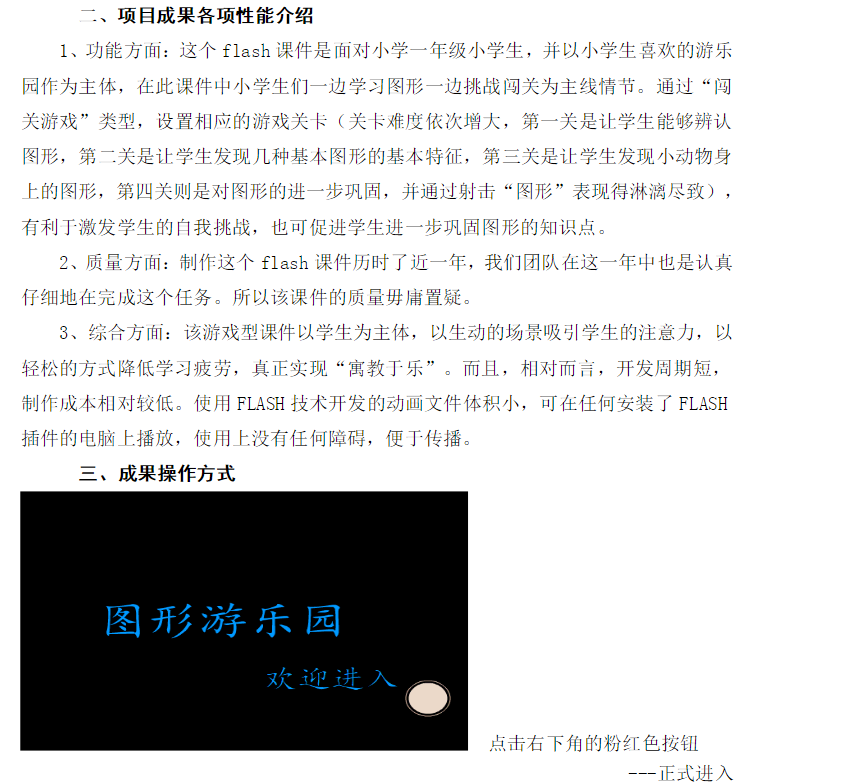 二、项目成果各项性能介绍
1、功能方面：这个 flash 课件是面对小学一年级小学生，并以小学生喜欢的游乐
园作为主体，在此课件中小学生们一边学习图形一边挑战闯关为主线情节。通过“闯
关游戏”类型，设置相应的游戏关卡（关卡难度依次增大，第一关是让学生能够辨认
图形，第二关是让学生发现几种基本图形的基本特征，第三关是让学生发现小动物身
上的图形，第四关则是对图形的进一步巩固，并通过射击“图形”表现得淋漓尽致），
有利于激发学生的自我挑战，也可促进学生进一步巩固图形的知识点。
2、质量方面：制作这个 flash 课件历时了近一年，我们团队在这一年中也是认真
仔细地在完成这个任务。所以该课件的质量毋庸置疑。
3、综合方面：该游戏型课件以学生为主体，以生动的场景吸引学生的注意力，以
轻松的方式降低学习疲劳，真正实现“寓教于乐”。而且，相对而言，开发周期短，
制作成本相对较低。使用 FLASH 技术开发的动画文件体积小，可在任何安装了 FLASH
插件的电脑上播放，使用上没有任何障碍，便于传播。
三、成果操作方式
图形游乐园
欢迎进入
点击右下角的粉红色按钮
---正式进入